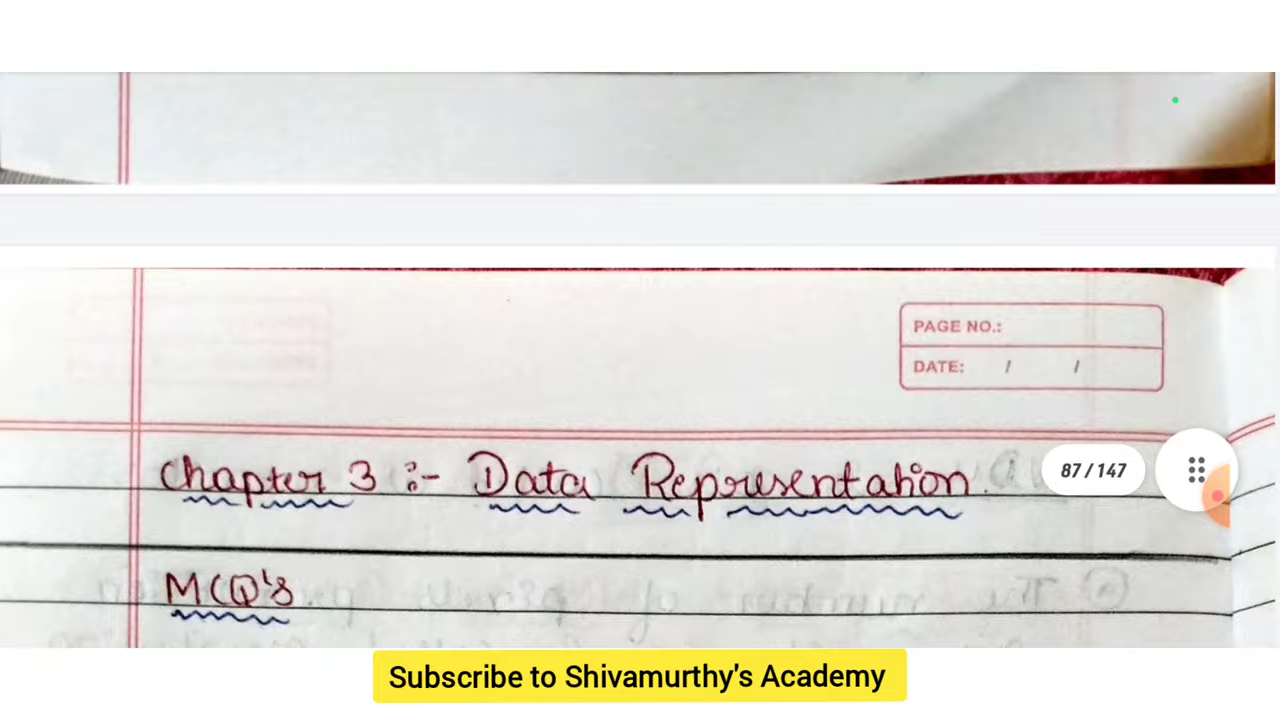 PAGE NO.:
DATE: / /
Chapter 3 :- Data Representation.
87/147
MCQ's
Subscribe to Shivamurthy's Academy